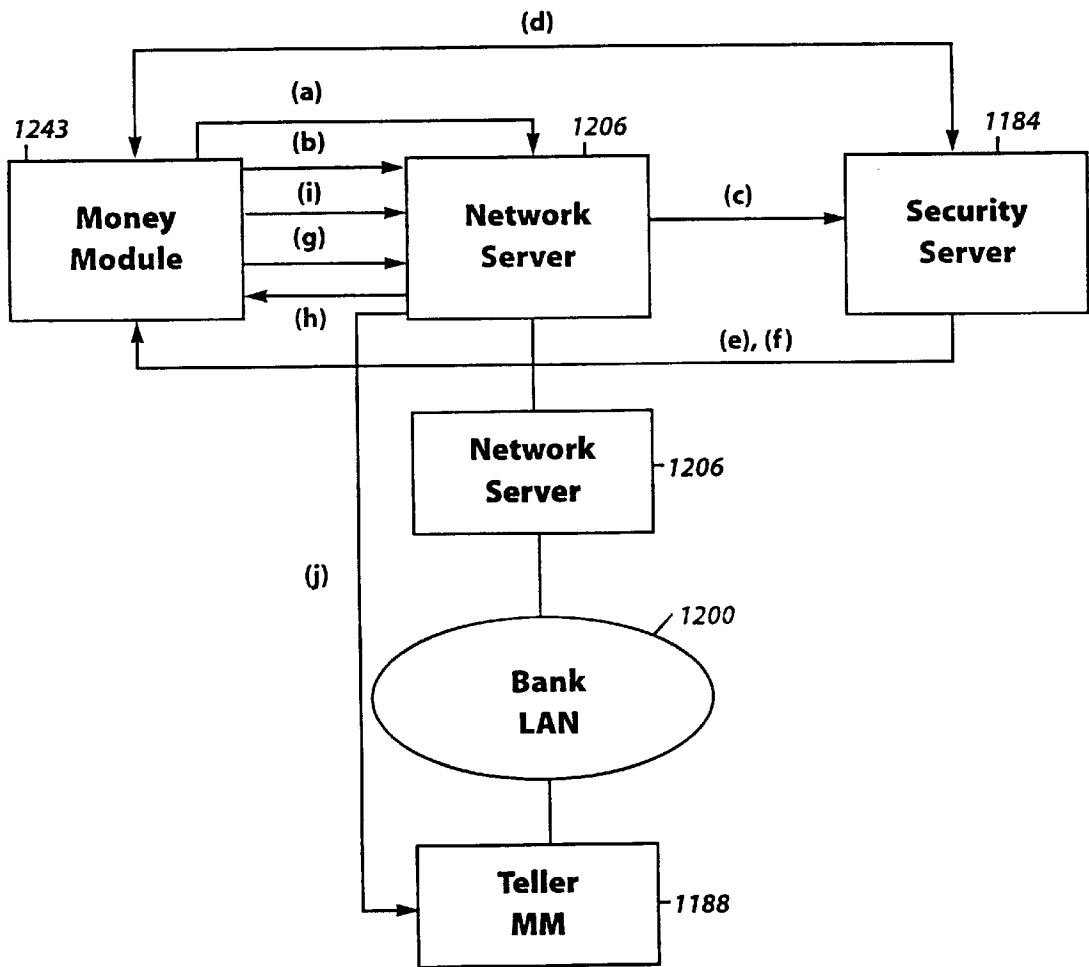 (d)
(a)
1243
1206
1184
(b)
(i)
(g)
(h)
Money
Module
Network
Server
(c)
Security
Server
(e), (f)
Network
Server
1206
(j)
1200
Bank
LAN
Teller
MM
1188